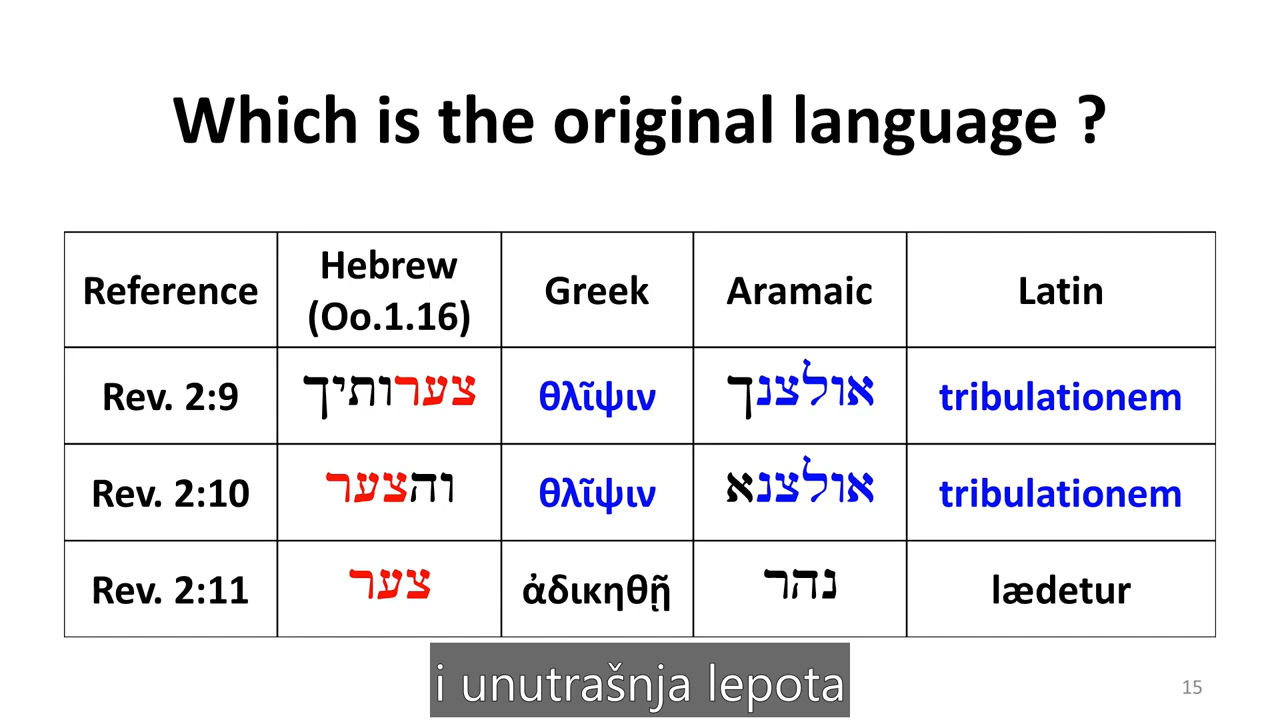 Which is the original language ?
Reference Hebrew (Oo.1.16) Greek Aramaic Latin
Rev. 2:9 צערותיך θλῖψιν אולצנך tribulationem
Rev. 2:10 והצער θλῖψιν אולצנא tribulationem
Rev. 2:11 צער ἀδικηθῇ נהר lædetur
i unutrašnja lepota
15